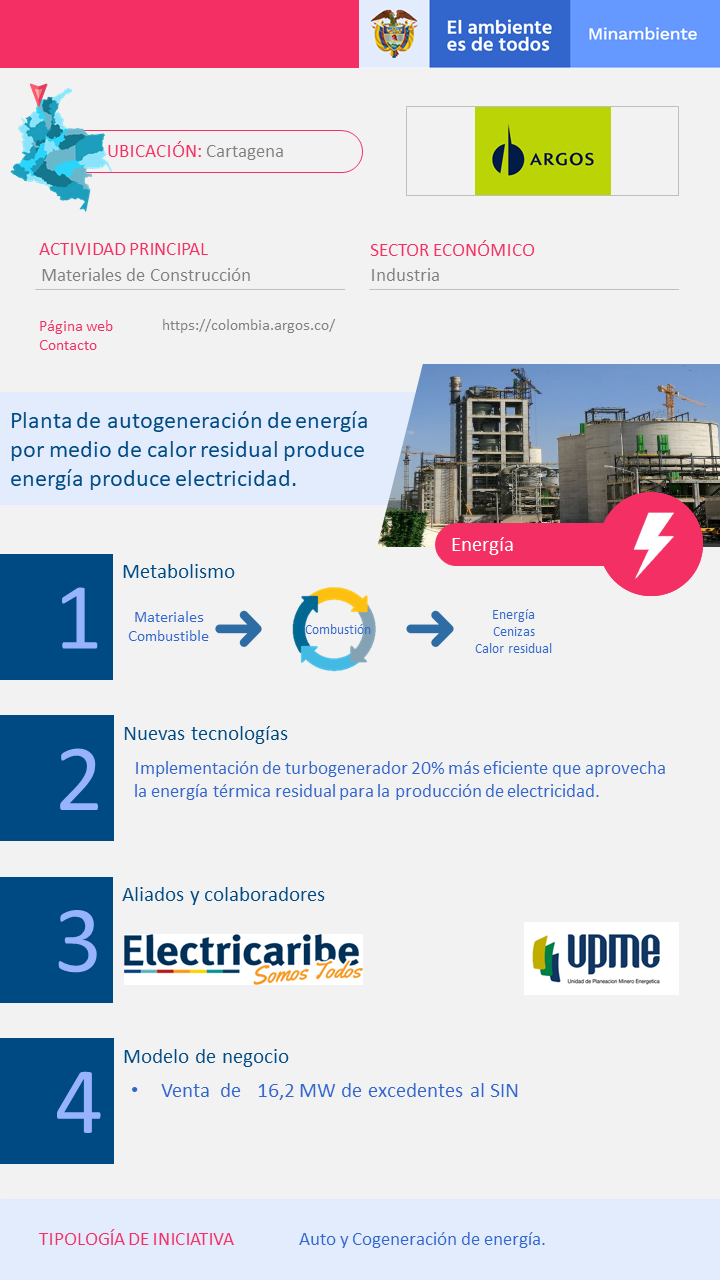 El ambiente
es de todos
Minambiente
UBICACIÓN: Cartagena
ARGOS
ACTIVIDAD PRINCIPAL
Materiales de Construcción
SECTOR ECONÓMICO
Industria
Página web
Contacto
https://colombia.argos.co/
Planta de autogeneración de energía
por medio de calor residual produce
energía produce electricidad.
Energía
1
Metabolismo
Materiales
Combustible
Combustión
Energía
Cenizas
Calor residual
2
Nuevas tecnologías
Implementación de turbogenerador 20% más eficiente que aprovecha
la energía térmica residual para la producción de electricidad.
3
Aliados y colaboradores
Electricaribe
Somos Todos
upme
Unidad de Planeacion Minero Energetica
4
Modelo de negocio
• Venta de 16,2 MW de excedentes al SIN
TIPOLOGÍA DE INICIATIVA
Auto y Cogeneración de energía.